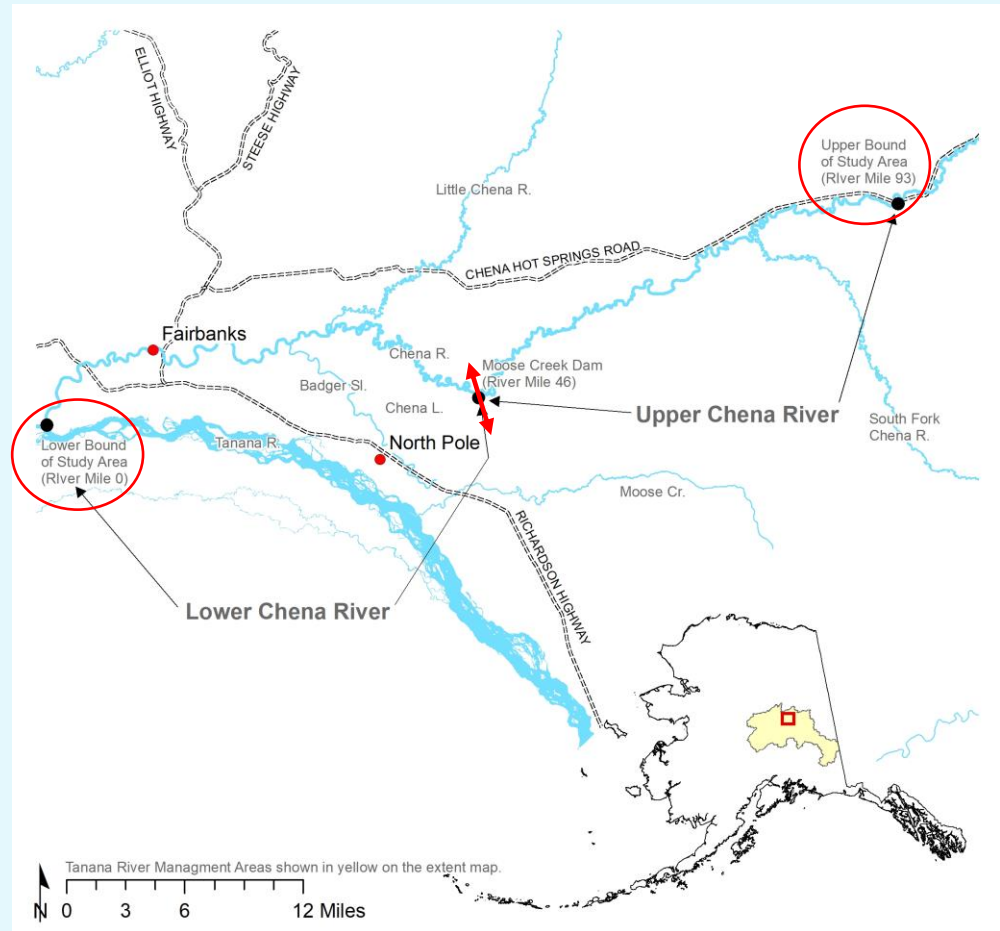 ELLIOT HIGHWAY
STEESE HIGHWAY
Little Chena R.
Upper Bound
of Study Area
(RIver Mile 93)
CHENA HOT SPRINGS ROAD
Fairbanks
Chena R.
Moose Creek Dam
(River Mile 46)
Badger Sl.
Chena L.
Upper Chena River
South Fork
Chena R.
North Pole
Tanana R.
Lower Bound
of Study Area
(RIver Mile 0)
Moose Cr.
RICHARDSON HIGHWAY
Lower Chena River
Tanana River Managment Areas shown in yellow on the extent map.
N 0 3 6 12 Miles